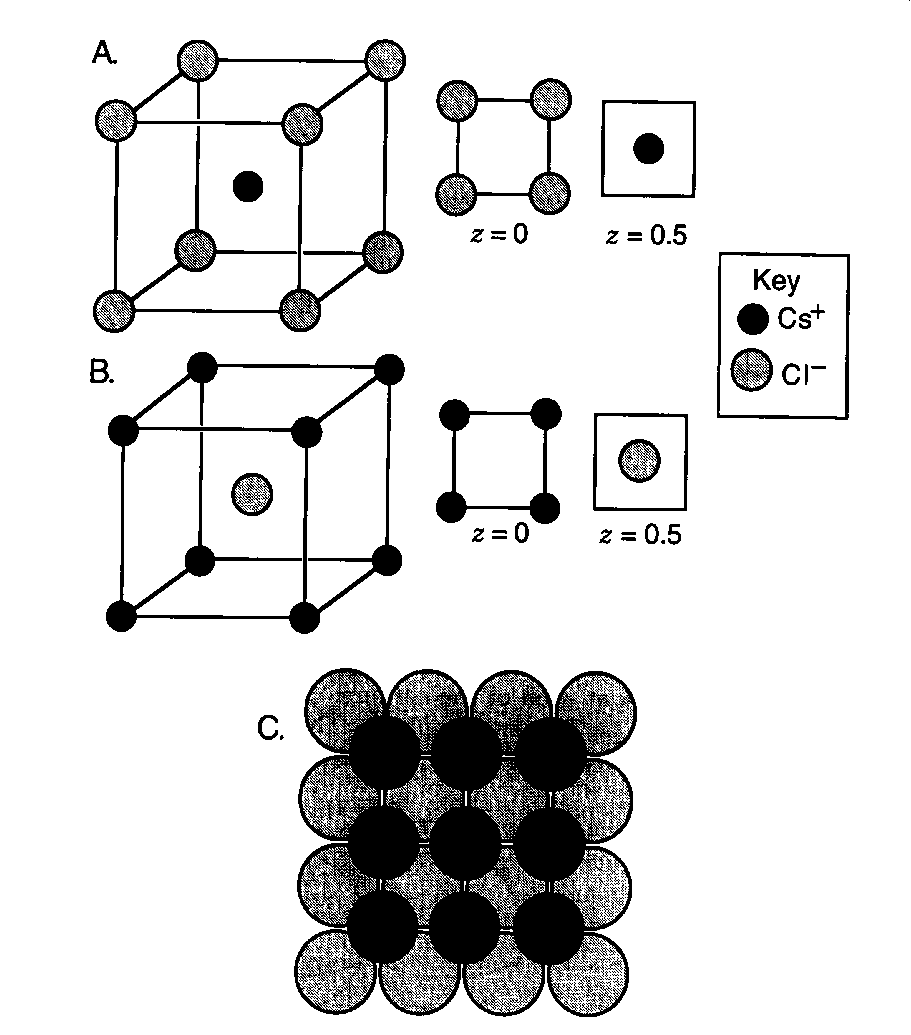 A.
z = 0
z = 0.5
Key
Cs+
Cl−
B.
z = 0
z = 0.5
C.